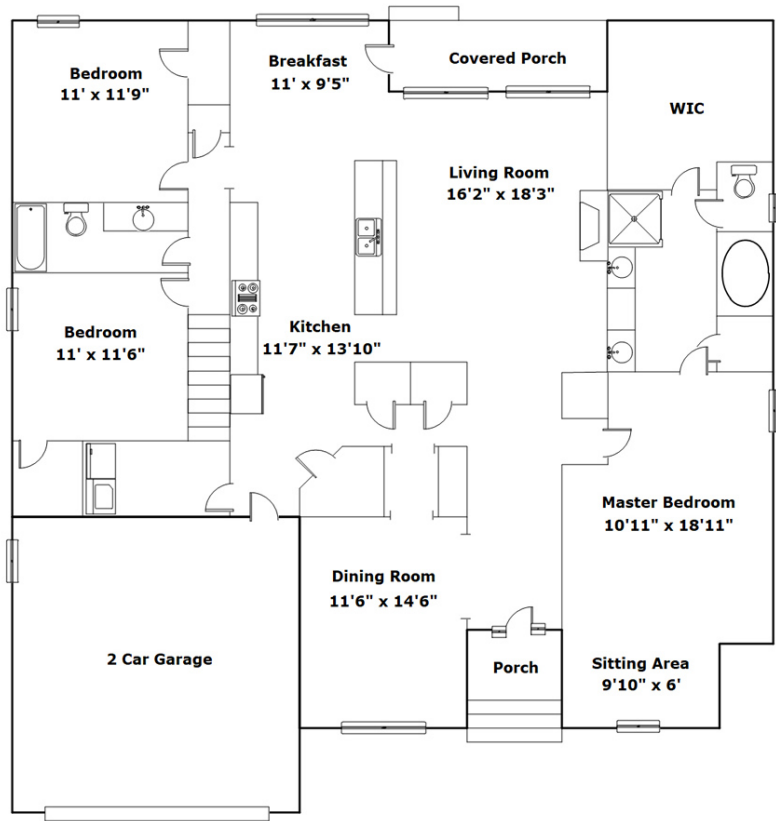 Bedroom
11' x 11'9"
Breakfast
11' x 9'5"
Covered Porch
WIC
Living Room
16'2" x 18'3"
Bedroom
11' x 11'6"
Kitchen
11'7" x 13'10"
Master Bedroom
10'11" x 18'11"
Dining Room
11'6" x 14'6"
2 Car Garage
Porch
Sitting Area
9'10" x 6'